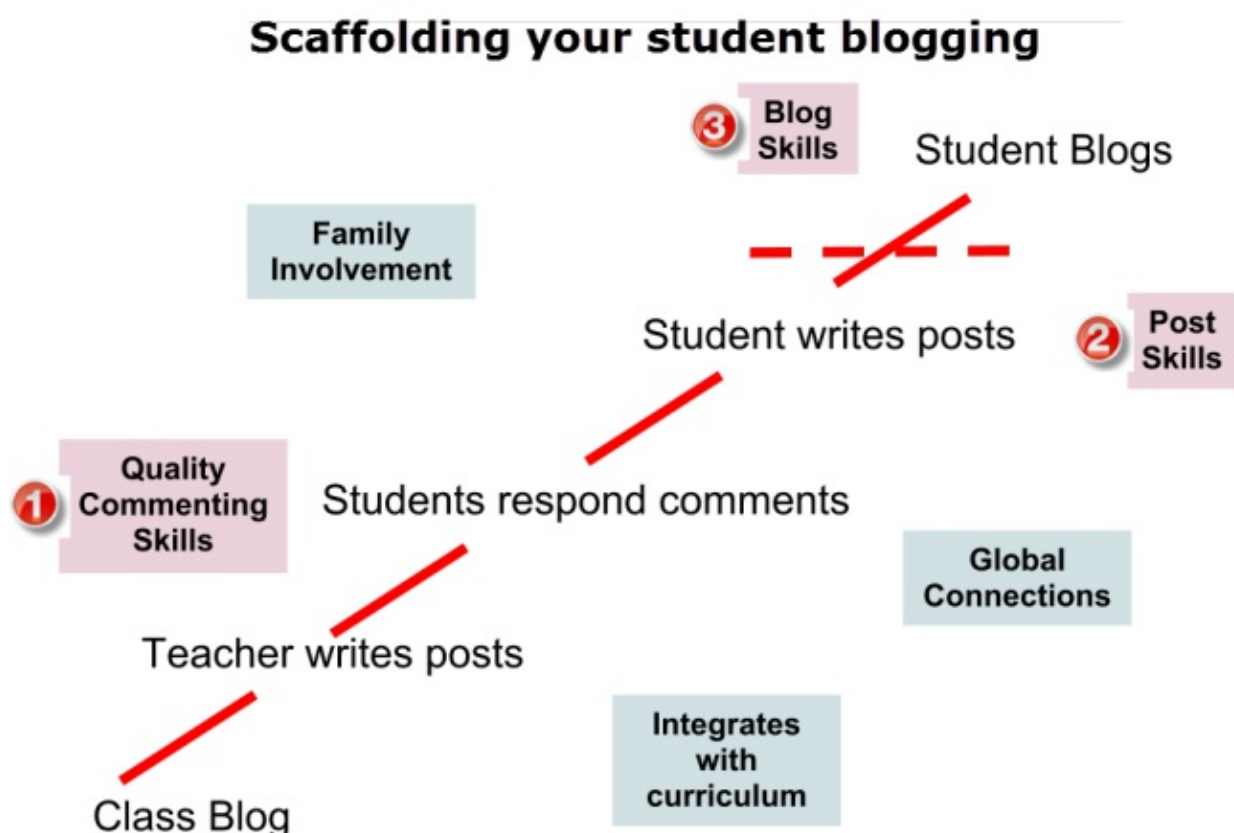 Scaffolding your student blogging
3
Blog
Skills
Student Blogs
Family
Involvement
Student writes posts
2
Post
Skills
1
Quality
Commenting
Skills
Students respond comments
Global
Connections
Teacher writes posts
Integrates
with
curriculum
Class Blog